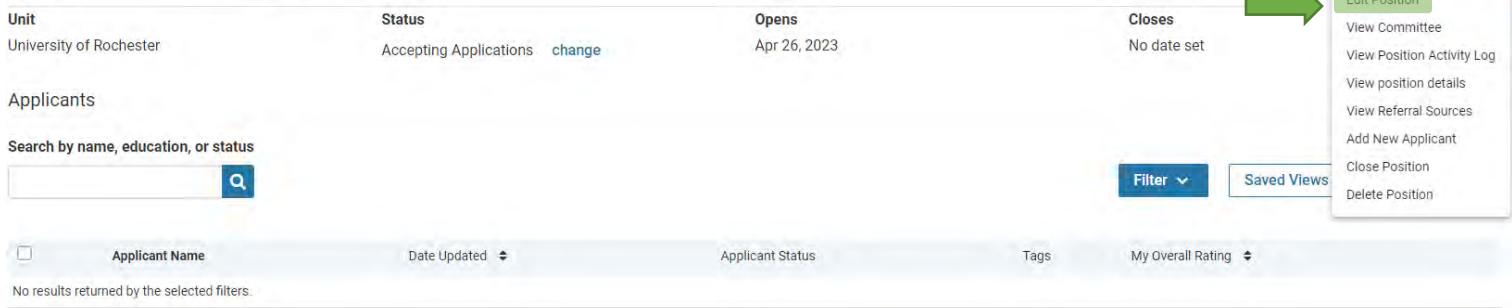 Edit Position
Unit Status Opens Closes
University of Rochester Accepting Applications change Apr 26, 2023 No date set
View Committee
View Position Activity Log
View position details
View Referral Sources
Add New Applicant
Close Position
Delete Position
Applicants
Search by name, education, or status
Filter Saved Views
Applicant Name Date Updated Applicant Status Tags My Overall Rating
No results returned by the selected filters.